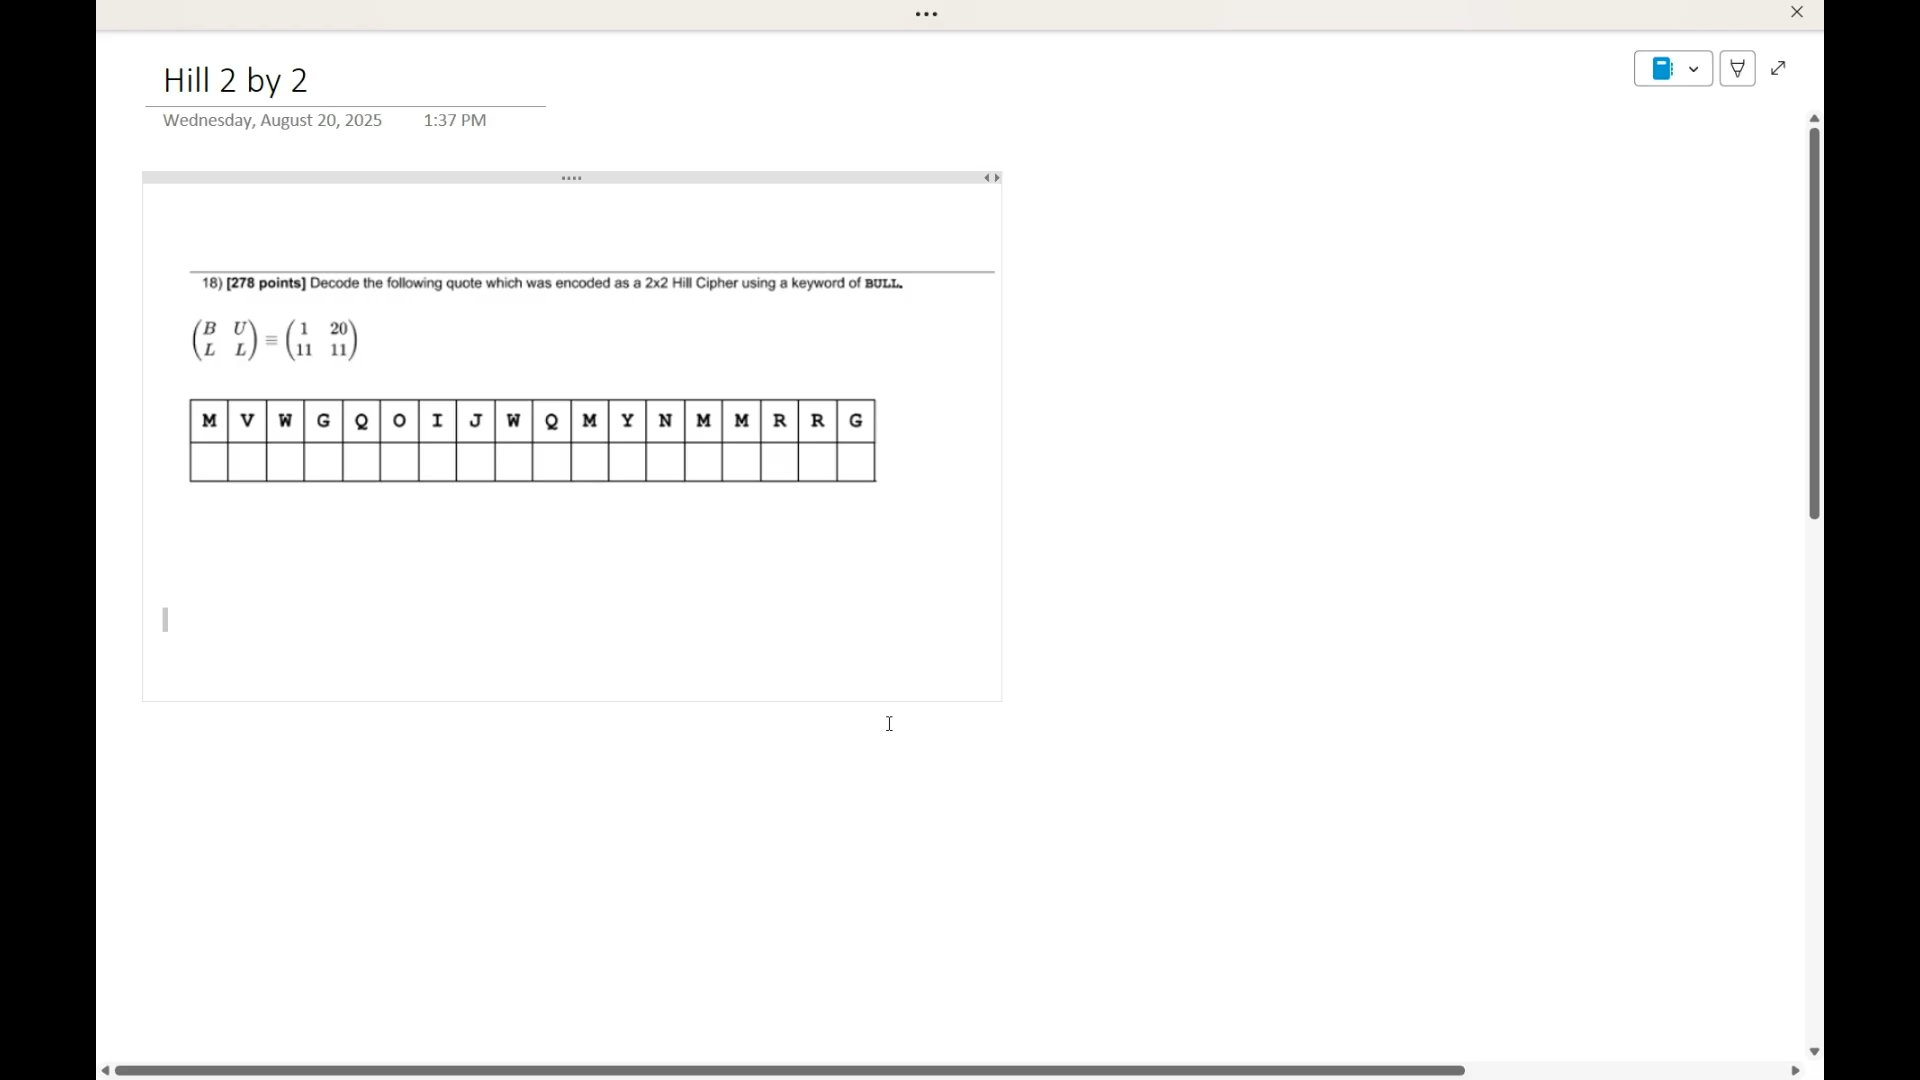 Hill 2 by 2
Wednesday, August 20, 2025 1:37 PM
18) [278 points] Decode the following quote which was encoded as a 2x2 Hill Cipher using a keyword of BULL.
(B U
L L) ≡ (1 20
11 11)
M V W G Q O I J W Q M Y N M M R R G